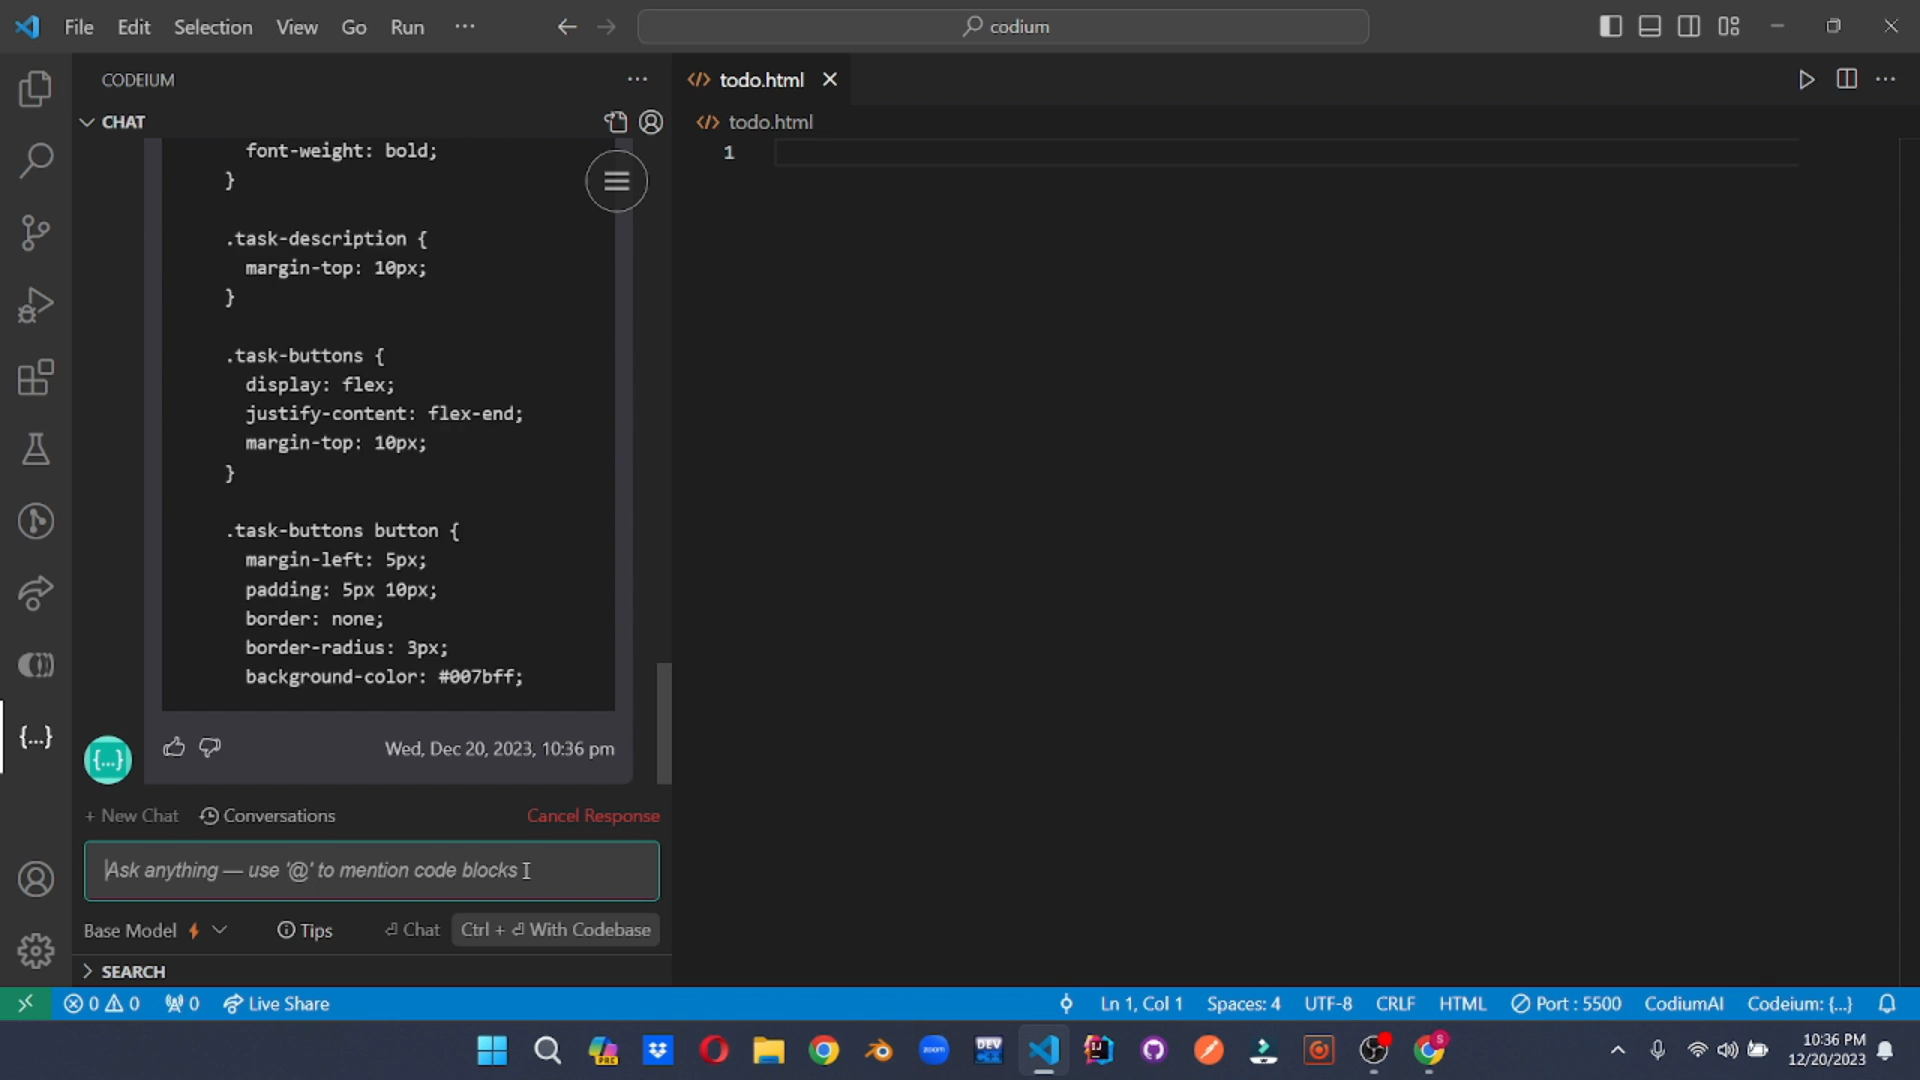 File Edit Selection View Go Run ···
codium
CODEIUM
todo.html
CHAT
todo.html
1
font-weight: bold;
}
.task-description {
margin-top: 10px;
}
.task-buttons {
display: flex;
justify-content: flex-end;
margin-top: 10px;
}
.task-buttons button {
margin-left: 5px;
padding: 5px 10px;
border: none;
border-radius: 3px;
background-color: #007bff;
{...}
{...}
Wed, Dec 20, 2023, 10:36 pm
+ New Chat Conversations Cancel Response
Ask anything — use '@' to mention code blocks
Base Model Tips ⏎ Chat Ctrl + ⏎ With Codebase
SEARCH
0 0 0 Live Share Ln 1, Col 1 Spaces: 4 UTF-8 CRLF HTML Port : 5500 CodiumAI Codeium: {...}
PRE
zoom
DEV
S
10:36 PM
12/20/2023